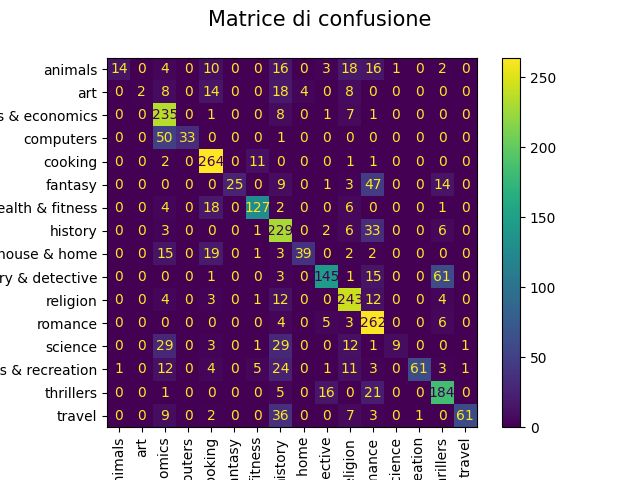 Matrice di confusione
animals 14 0 4 0 10 0 0 16 0 3 18 16 1 0 2 0
art 0 2 8 0 14 0 0 18 4 0 8 0 0 0 0 0
s & economics 0 0 235 0 1 0 0 8 0 1 7 1 0 0 0 0
computers 0 0 50 33 0 0 0 1 0 0 0 0 0 0 0 0
cooking 0 0 2 0 264 0 11 0 0 0 1 1 0 0 0 0
fantasy 0 0 0 0 0 25 0 9 0 1 3 47 0 0 14 0
ealth & fitness 0 0 4 0 18 0 127 2 0 0 6 0 0 0 1 0
history 0 0 3 0 0 0 1 229 0 2 6 33 0 0 6 0
house & home 0 0 15 0 19 0 1 3 39 0 2 2 0 0 0 0
ry & detective 0 0 0 0 1 0 0 3 0 145 1 15 0 0 61 0
religion 0 0 4 0 3 0 1 12 0 0 243 12 0 0 4 0
romance 0 0 0 0 0 0 0 4 0 5 3 262 0 0 6 0
science 0 0 29 0 3 0 1 29 0 0 12 1 9 0 0 1
s & recreation 1 0 12 0 4 0 5 24 0 1 11 3 0 61 3 1
thrillers 0 0 1 0 0 0 0 5 0 16 0 21 0 0 184 0
travel 0 0 9 0 2 0 0 36 0 0 7 3 0 1 0 61
nimals art omics uters ooking ntasy fitness istory home ective eligion mance cience eation rillers travel
250
200
150
100
50
0